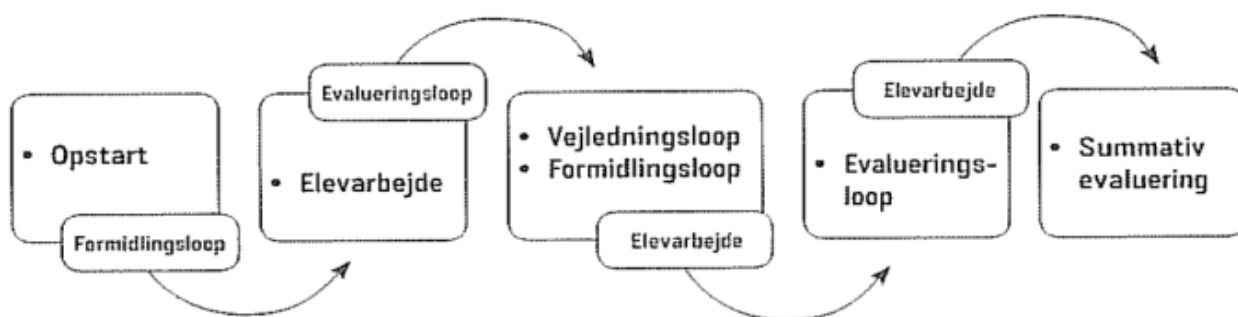 • Opstart
Formidlingsloop
Evalueringsloop
• Elevarbejde
• Vejledningsloop
• Formidlingsloop
Elevarbejde
Elevarbejde
• Evaluerings-
loop
• Summativ
evaluering